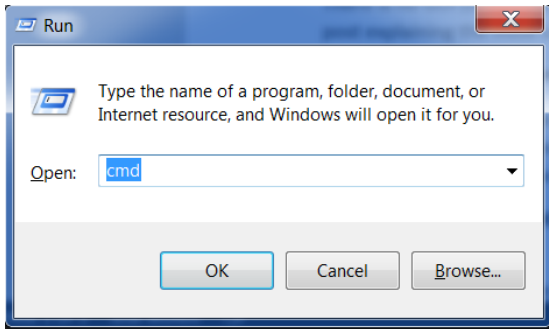 Run
Type the name of a program, folder, document, or
Internet resource, and Windows will open it for you.
Open: cmd
OK Cancel Browse...